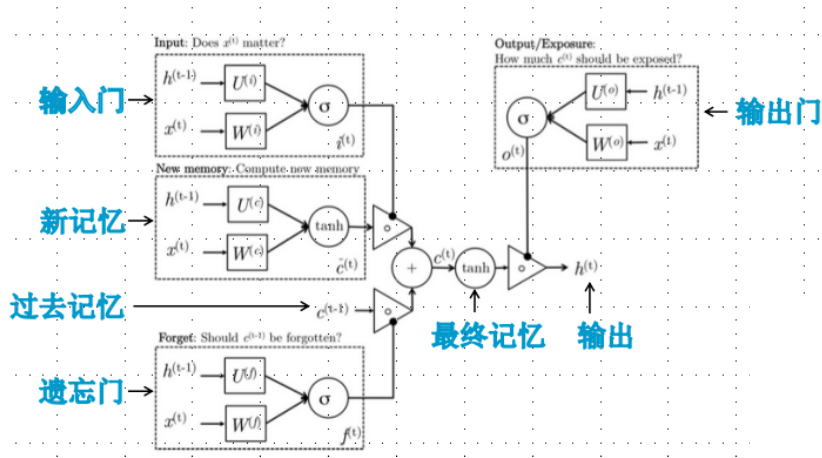 Input: Does x(t) matter?
输入门
h(t-1)
U(i)
x(t)
W(i)
σ
i(t)
Output/Exposure:
How much c(t) should be exposed?
σ
U(o)
h(t-1)
W(o)
x(t)
o(t)
输出门
New memory: Compute new memory
新记忆
h(t-1)
U(c)
x(t)
W(c)
tanh
c̃(t)
∘
+
c(t)
tanh
∘
h(t)
过去记忆
c(t-1)
∘
最终记忆
输出
Forget: Should c(t-1) be forgotten?
遗忘门
h(t-1)
U(f)
x(t)
W(f)
σ
f(t)